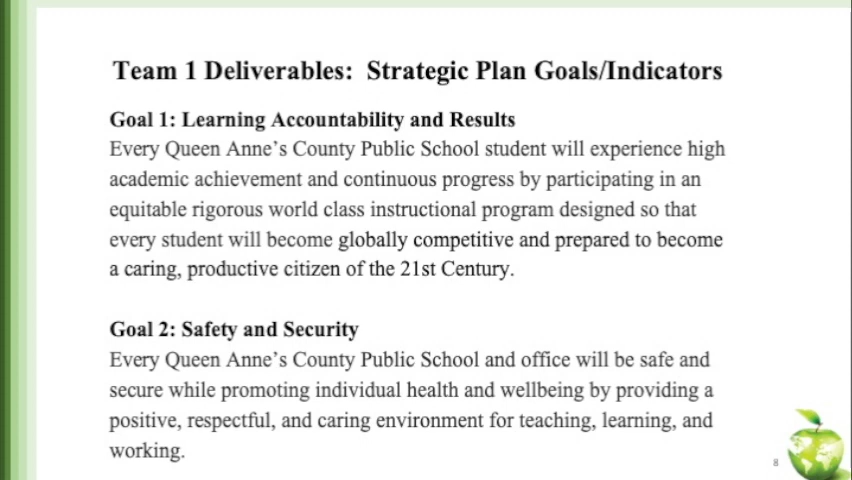 Team 1 Deliverables: Strategic Plan Goals/Indicators
Goal 1: Learning Accountability and Results
Every Queen Anne’s County Public School student will experience high
academic achievement and continuous progress by participating in an
equitable rigorous world class instructional program designed so that
every student will become globally competitive and prepared to become
a caring, productive citizen of the 21st Century.
Goal 2: Safety and Security
Every Queen Anne’s County Public School and office will be safe and
secure while promoting individual health and wellbeing by providing a
positive, respectful, and caring environment for teaching, learning, and
working.
8